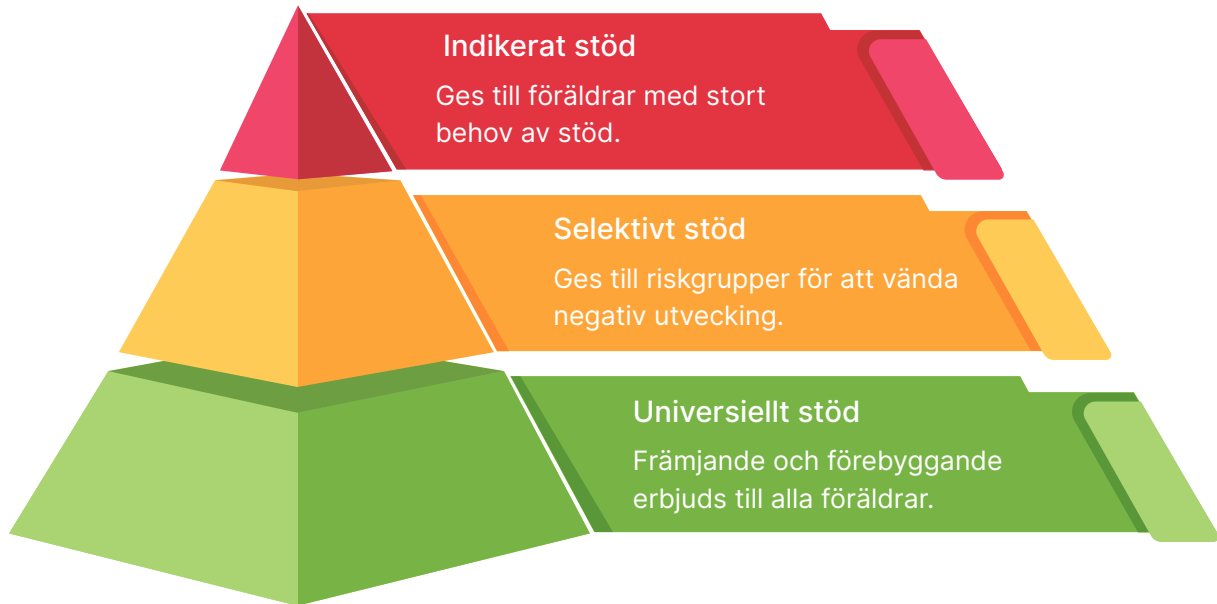 Indikerat stöd
Ges till föräldrar med stort
behov av stöd.
Selektivt stöd
Ges till riskgrupper för att vända
negativ utvecking.
Universiellt stöd
Främjande och förebyggande
erbjuds till alla föräldrar.